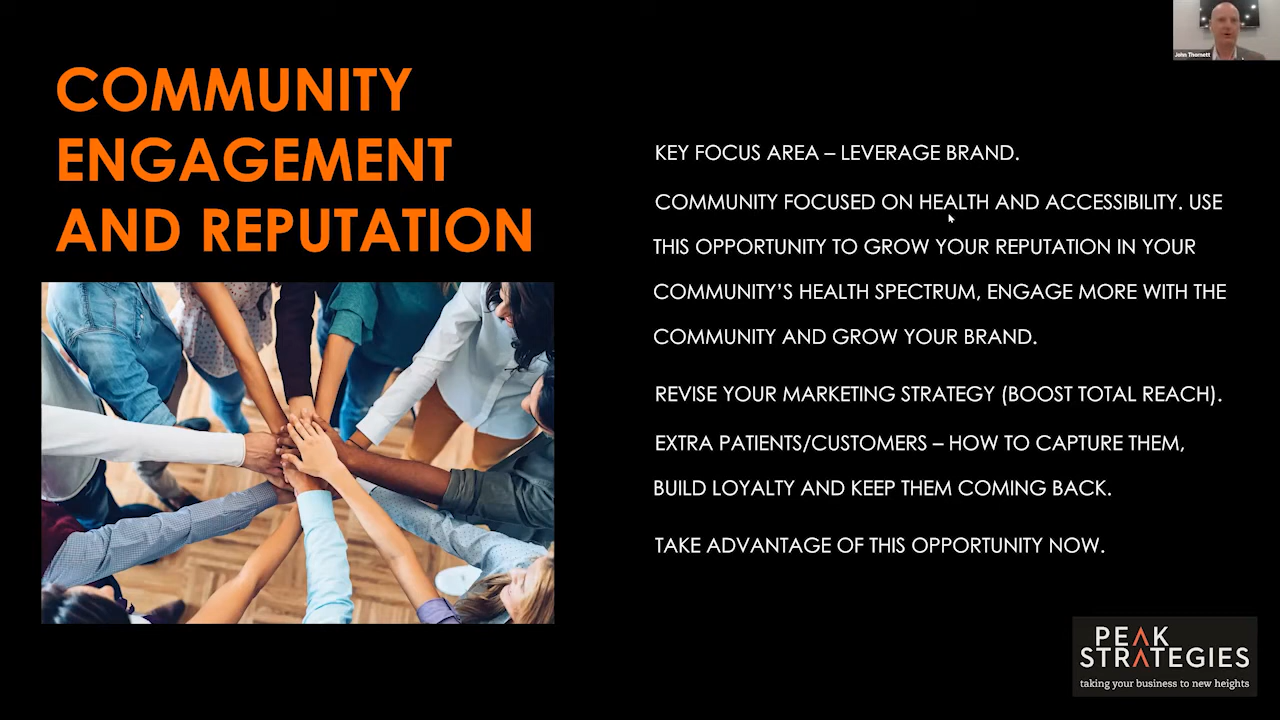 John Thornett
COMMUNITY
ENGAGEMENT
AND REPUTATION
KEY FOCUS AREA – LEVERAGE BRAND.
COMMUNITY FOCUSED ON HEALTH AND ACCESSIBILITY. USE
THIS OPPORTUNITY TO GROW YOUR REPUTATION IN YOUR
COMMUNITY’S HEALTH SPECTRUM, ENGAGE MORE WITH THE
COMMUNITY AND GROW YOUR BRAND.
REVISE YOUR MARKETING STRATEGY (BOOST TOTAL REACH).
EXTRA PATIENTS/CUSTOMERS – HOW TO CAPTURE THEM,
BUILD LOYALTY AND KEEP THEM COMING BACK.
TAKE ADVANTAGE OF THIS OPPORTUNITY NOW.
PEAK
STRATEGIES
taking your business to new heights